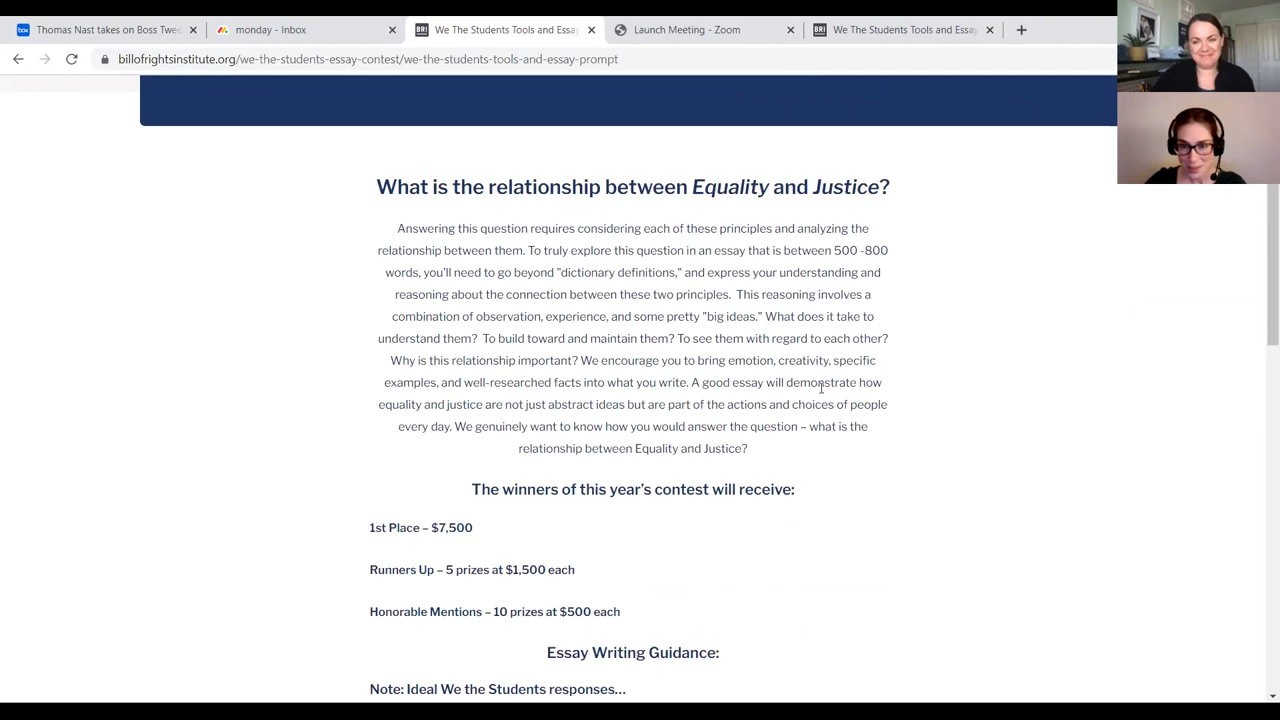 box Thomas Nast takes on Boss Twee
monday - Inbox
BRI We The Students Tools and Essay
Launch Meeting - Zoom
BRI We The Students Tools and Essay
billofrightsinstitute.org/we-the-students-essay-contest/we-the-students-tools-and-essay-prompt
What is the relationship between Equality and Justice?
Answering this question requires considering each of these principles and analyzing the
relationship between them. To truly explore this question in an essay that is between 500 -800
words, you’ll need to go beyond "dictionary definitions," and express your understanding and
reasoning about the connection between these two principles. This reasoning involves a
combination of observation, experience, and some pretty "big ideas." What does it take to
understand them? To build toward and maintain them? To see them with regard to each other?
Why is this relationship important? We encourage you to bring emotion, creativity, specific
examples, and well-researched facts into what you write. A good essay will demonstrate how
equality and justice are not just abstract ideas but are part of the actions and choices of people
every day. We genuinely want to know how you would answer the question – what is the
relationship between Equality and Justice?
The winners of this year’s contest will receive:
1st Place – $7,500
Runners Up – 5 prizes at $1,500 each
Honorable Mentions – 10 prizes at $500 each
Essay Writing Guidance:
Note: Ideal We the Students responses…